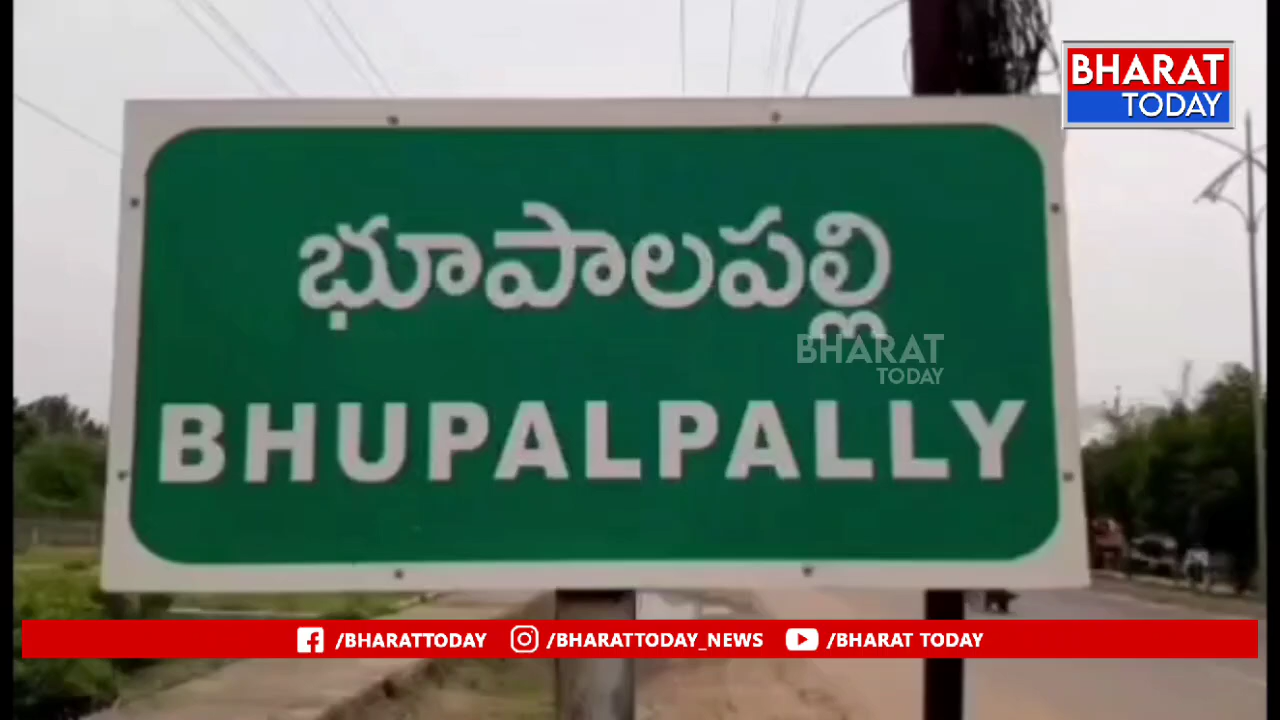 BHARAT
TODAY
భూపాలపల్లి
BHARAT
TODAY
BHUPALPALLY
/BHARATTODAY /BHARATTODAY_NEWS /BHARAT TODAY